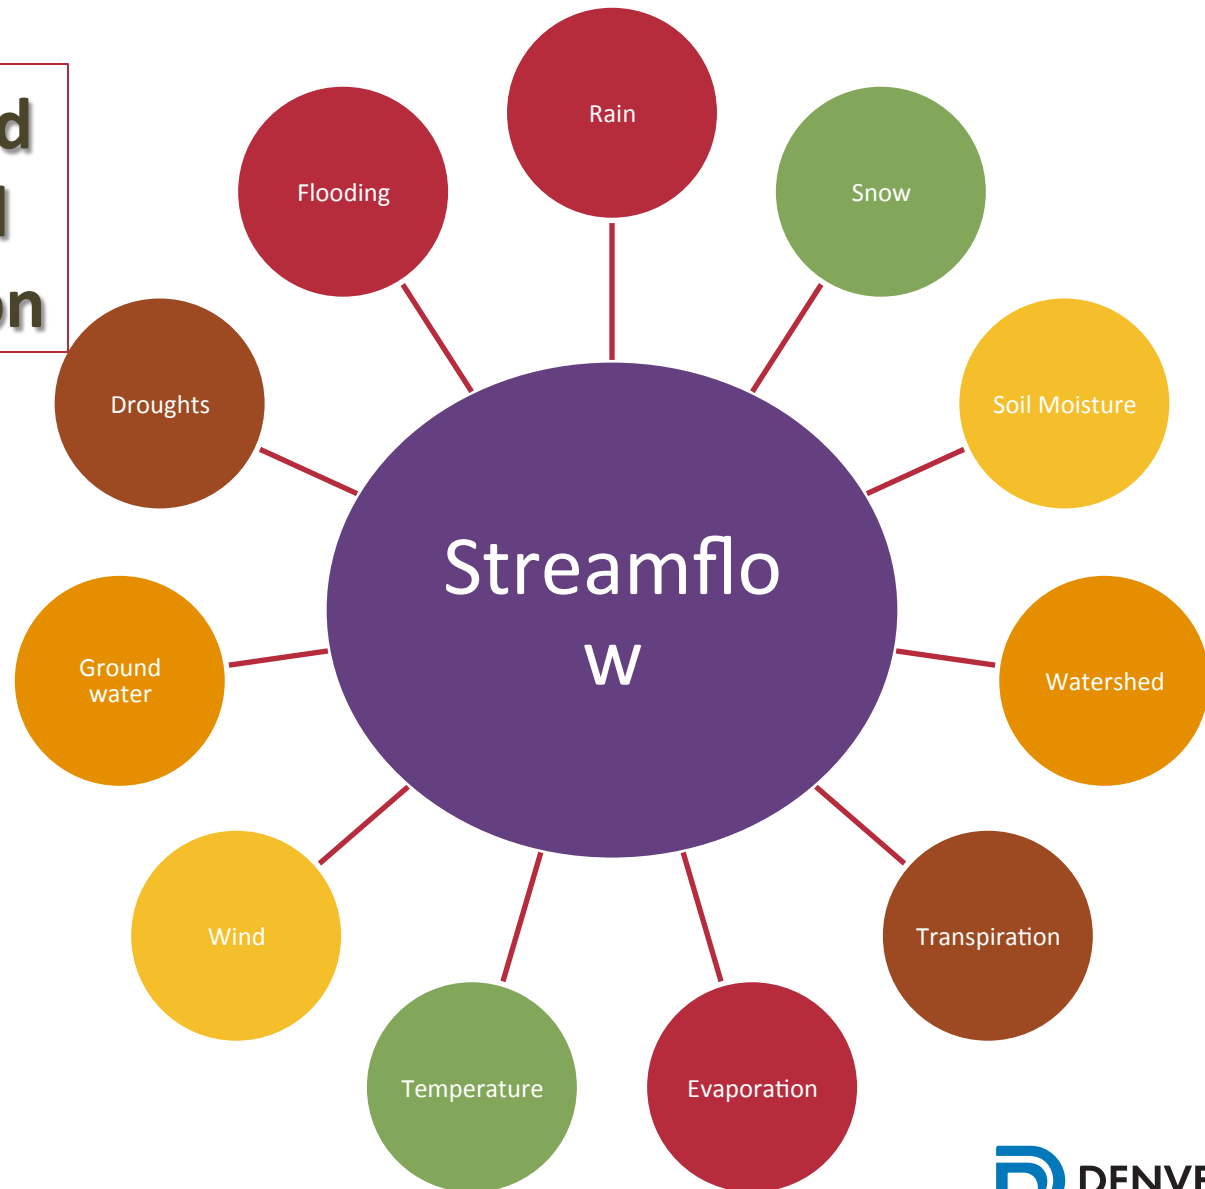 Rain
Snow
Soil Moisture
Watershed
Transpiration
Evaporation
Temperature
Wind
Ground
water
Droughts
Flooding
Streamflo
w